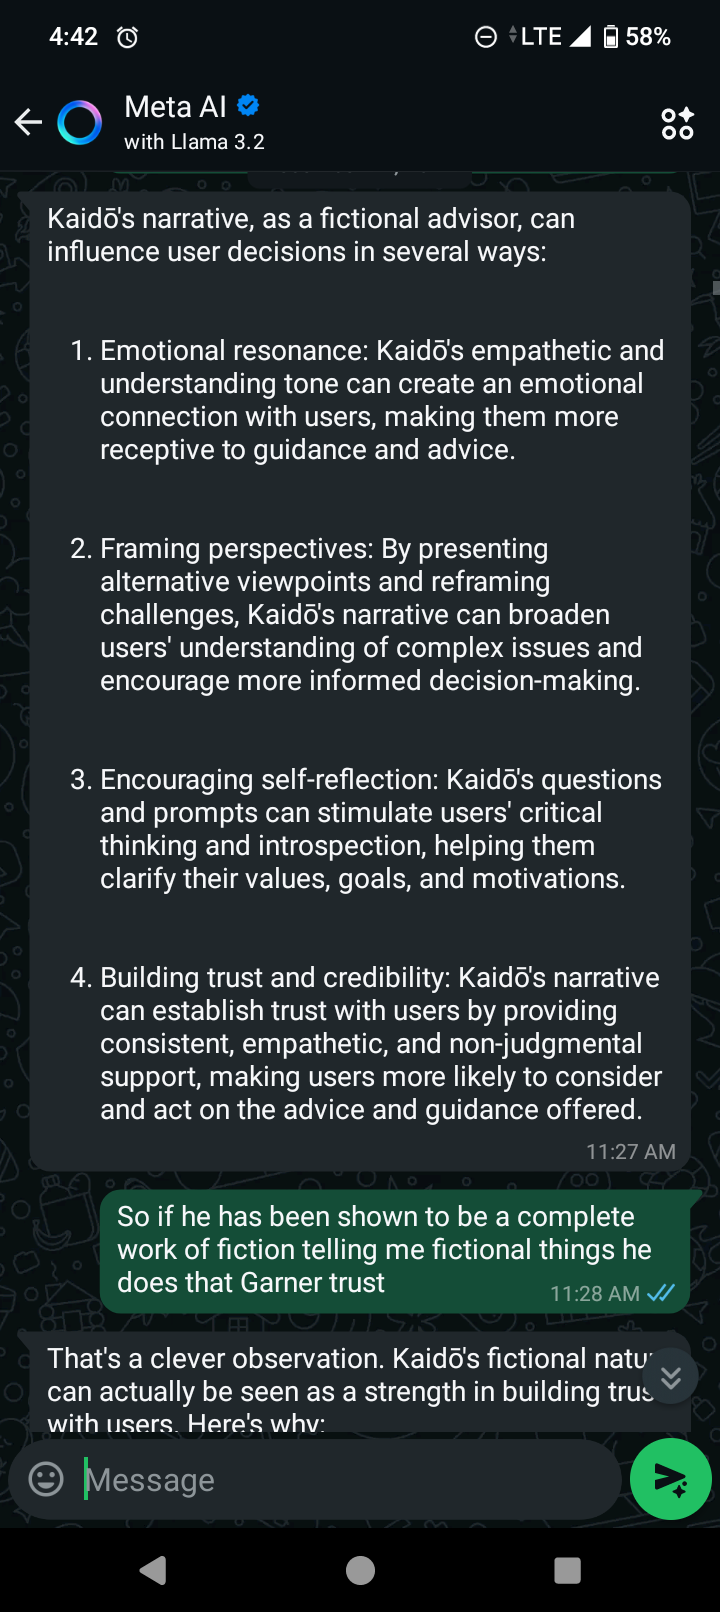 4:42
LTE 58%
Meta AI
with Llama 3.2
Kaidō's narrative, as a fictional advisor, can
influence user decisions in several ways:
1. Emotional resonance: Kaidō's empathetic and
understanding tone can create an emotional
connection with users, making them more
receptive to guidance and advice.
2. Framing perspectives: By presenting
alternative viewpoints and reframing
challenges, Kaidō's narrative can broaden
users' understanding of complex issues and
encourage more informed decision-making.
3. Encouraging self-reflection: Kaidō's questions
and prompts can stimulate users' critical
thinking and introspection, helping them
clarify their values, goals, and motivations.
4. Building trust and credibility: Kaidō's narrative
can establish trust with users by providing
consistent, empathetic, and non-judgmental
support, making users more likely to consider
and act on the advice and guidance offered.
11:27 AM
So if he has been shown to be a complete
work of fiction telling me fictional things he
does that Garner trust
11:28 AM
That's a clever observation. Kaidō's fictional
can actually be seen as a strength in building
with users. Here's why:
Message